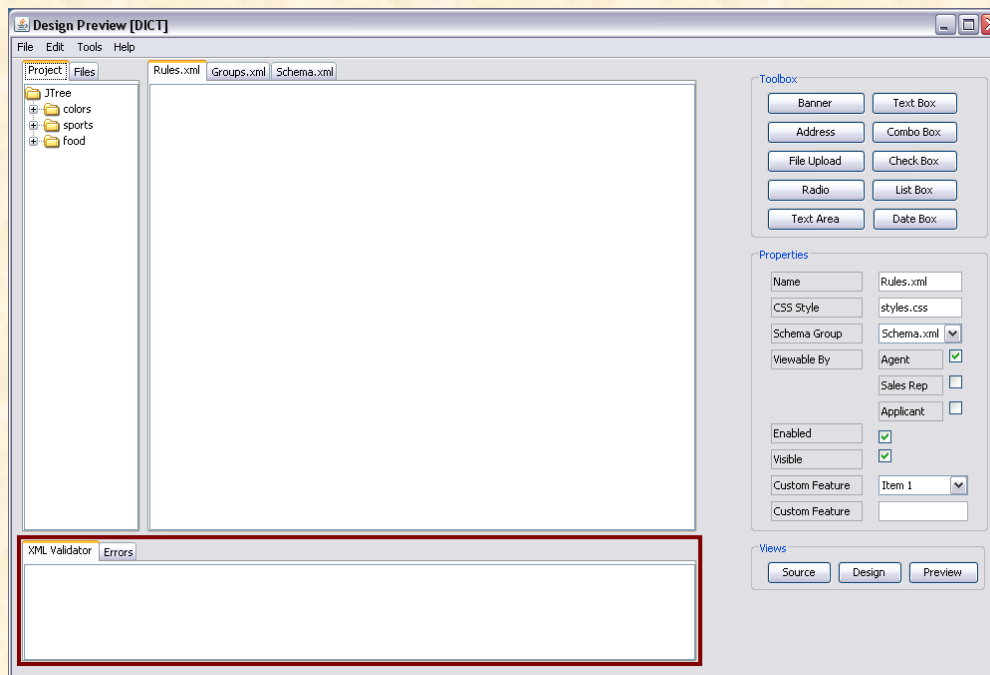 Design Preview [DICT]
File Edit Tools Help
Project Files
JTree
colors
sports
food
Rules.xml Groups.xml Schema.xml
XML Validator Errors
Toolbox
Banner Text Box
Address Combo Box
File Upload Check Box
Radio List Box
Text Area Date Box
Properties
Name Rules.xml
CSS Style styles.css
Schema Group Schema.xml
Viewable By Agent
Sales Rep
Applicant
Enabled
Visible
Custom Feature Item 1
Custom Feature
Views
Source Design Preview